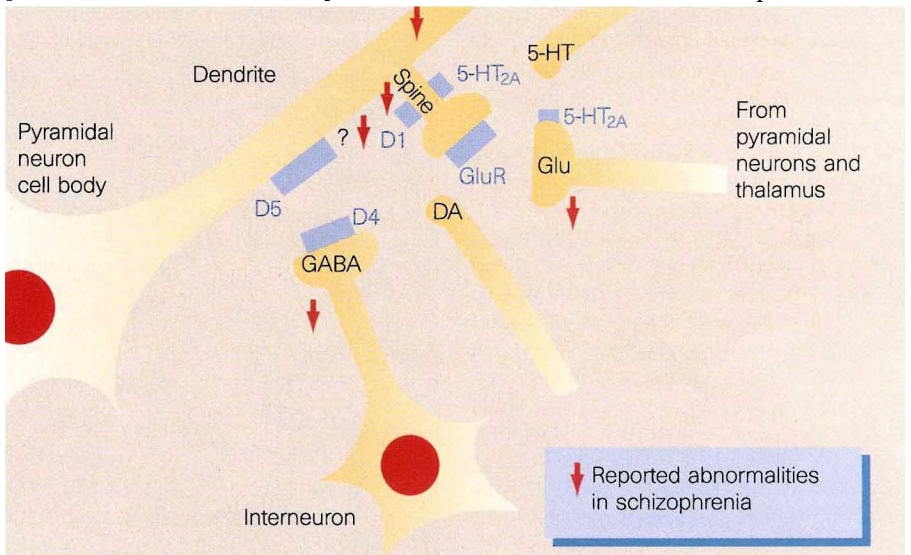 5-HT
Dendrite
Spine
5-HT2A
Pyramidal
neuron
cell body
?
D1
5-HT2A
From
pyramidal
neurons and
thalamus
GluR
Glu
D5
D4
DA
GABA
Reported abnormalities
in schizophrenia
Interneuron